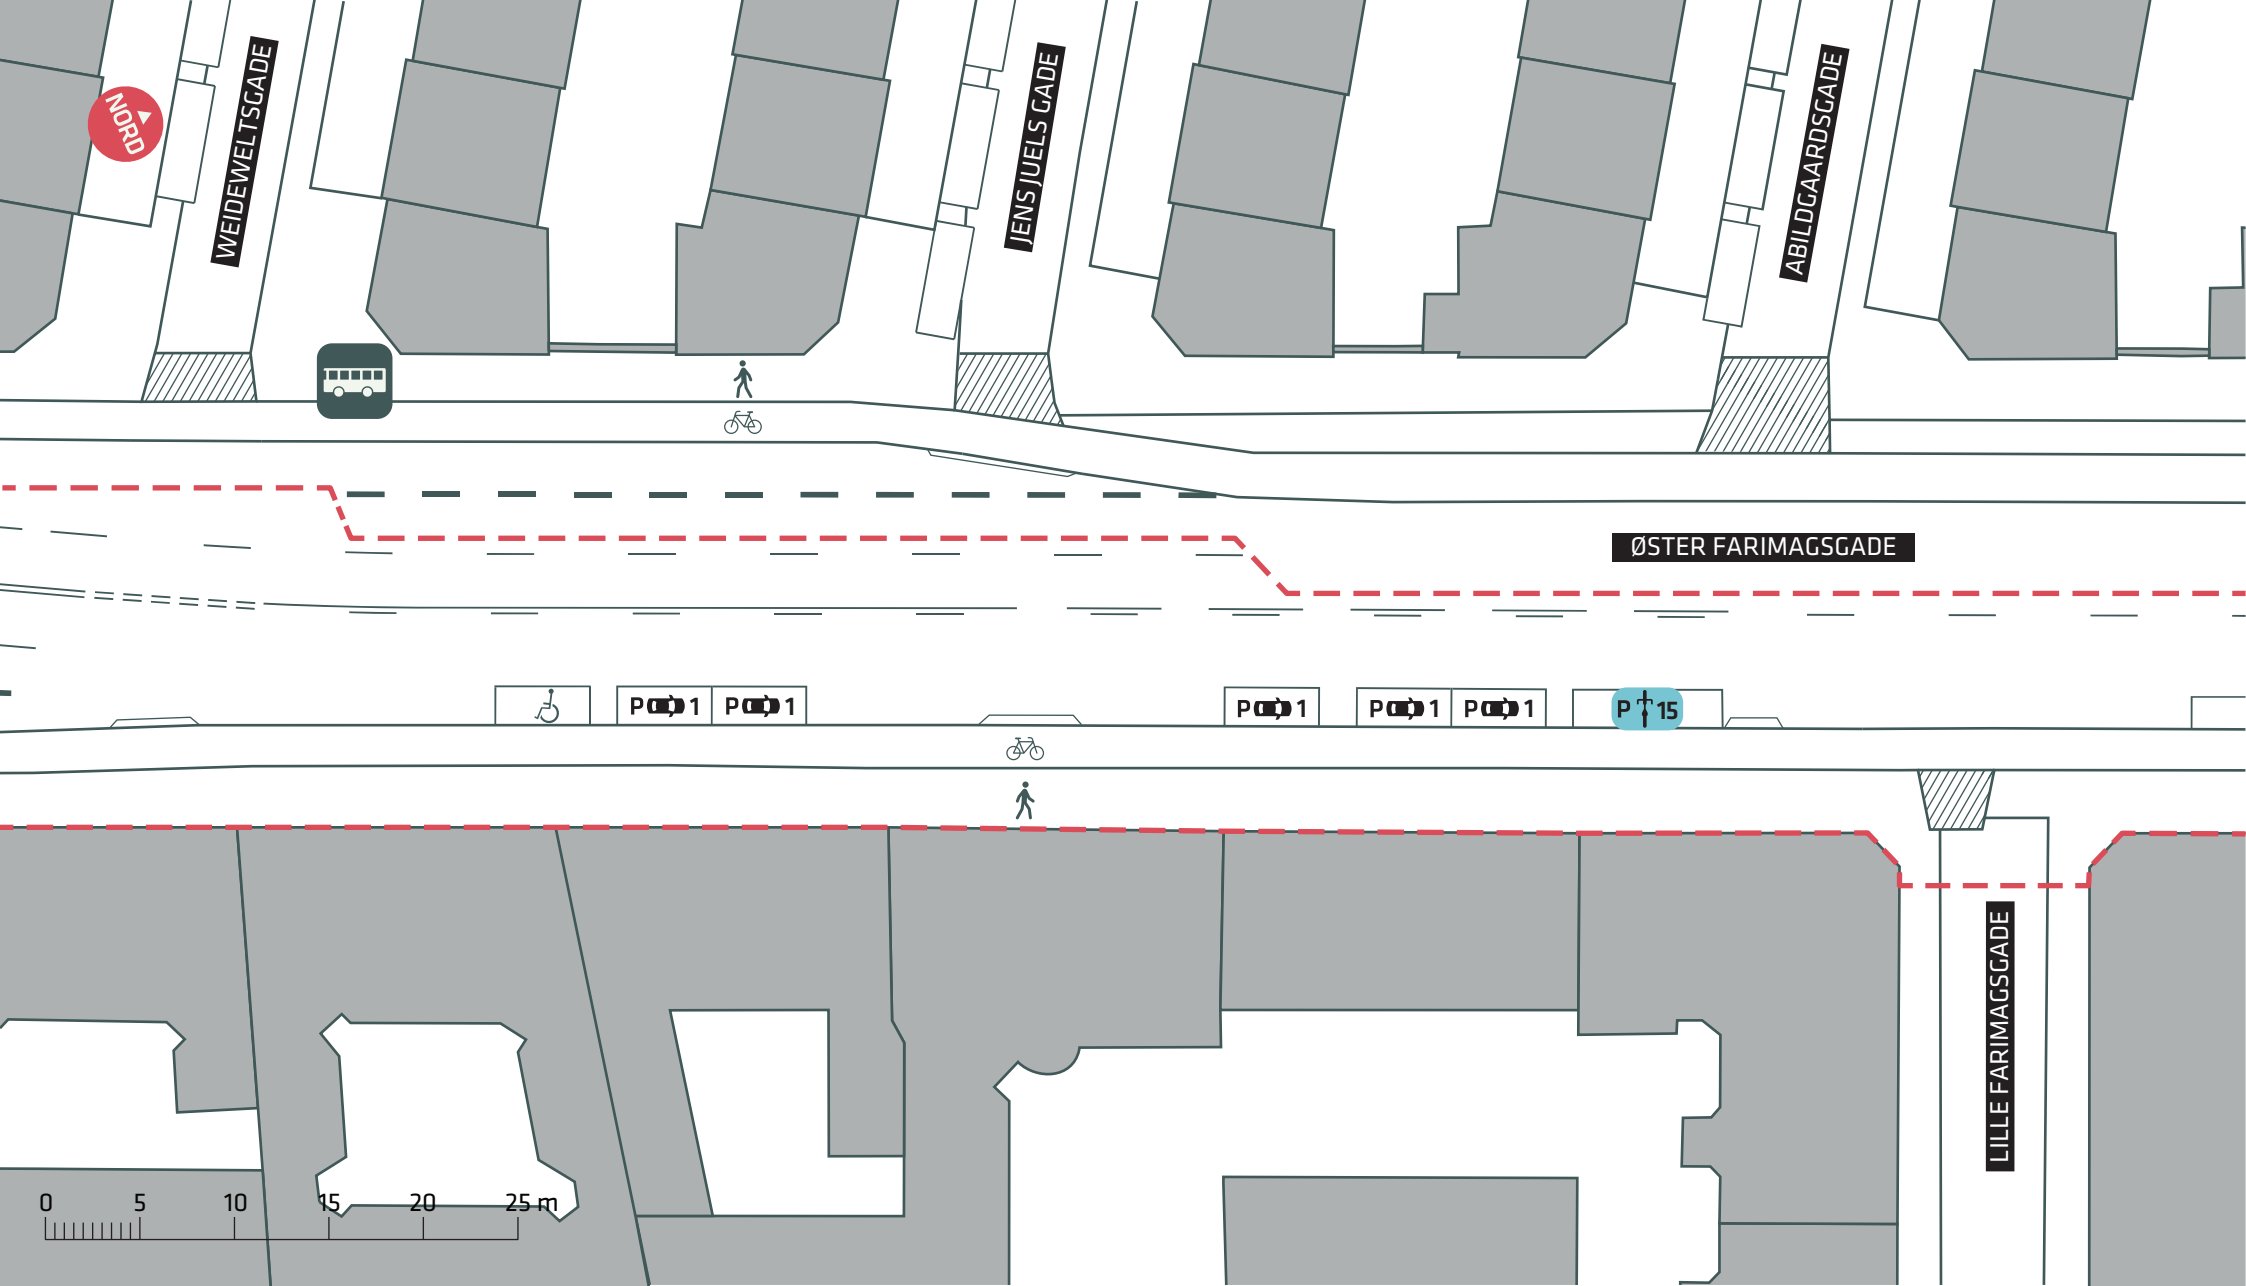 NORD
WEIDEWELTSGADE
JENS JUELS GADE
ABILDGAARDSGADE
ØSTER FARIMAGSGADE
P 1
P 1
P 1
P 1
P 1
P 15
LILLE FARIMAGSGADE
0 5 10 15 20 25 m